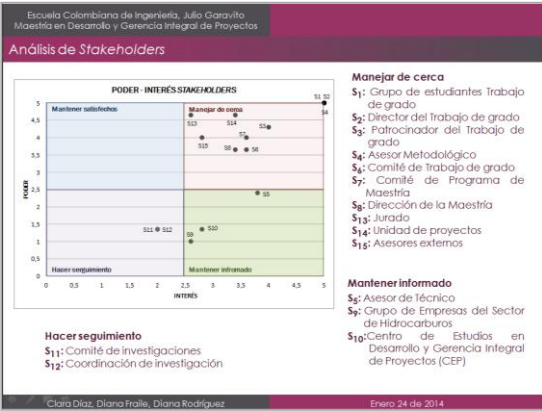 Escuela Colombiana de Ingeniería, Julio Garavito
Maestría en Desarrollo y Gerencia Integral de Proyectos
Análisis de Stakeholders
PODER - INTERÉS STAKEHOLDERS
S1 S2
S4
5
4,5
4
3,5
3
2,5
2
1,5
1
0,5
0
PODER
Mantener satisfechos
Manejar de cerca
S13
S14
S3
S7
S15
S8
S6
S5
S11
S12
S10
S9
Hacer serguimiento
Mantener infromado
0
0,5
1
1,5
2
2,5
3
3,5
4
4,5
5
INTERÉS
Manejar de cerca
S1: Grupo de estudiantes Trabajo
de grado
S2: Director del Trabajo de grado
S3: Patrocinador del Trabajo de
grado
S4: Asesor Metodológico
S6: Comité de Trabajo de grado
S7: Comité de Programa de
Maestría
S8: Dirección de la Maestría
S13: Jurado
S14: Unidad de proyectos
S15: Asesores externos
Mantener informado
S5: Asesor de Técnico
S9: Grupo de Empresas del Sector
de Hidrocarburos
S10:Centro de Estudios en
Desarrollo y Gerencia Integral
de Proyectos (CEP)
Hacer seguimiento
S11: Comité de investigaciones
S12: Coordinación de investigación
Clara Díaz, Diana Fraile, Diana Rodríguez
Enero 24 de 2014